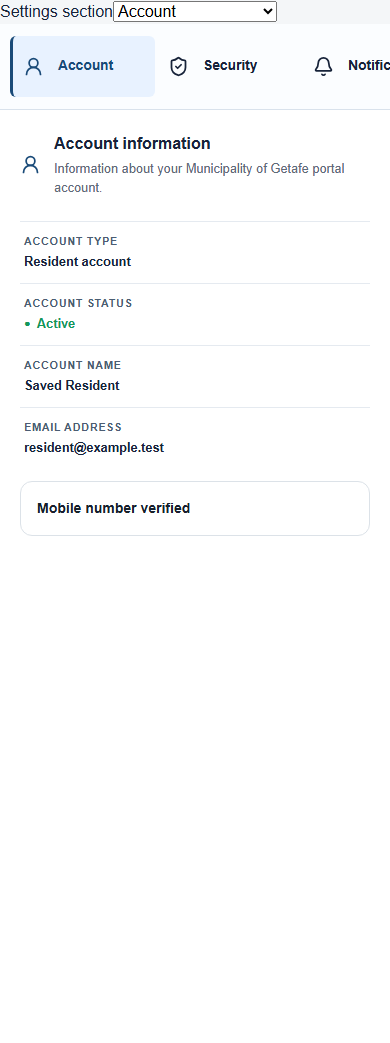 Settings section Account
Account Security Notific
Account information
Information about your Municipality of Getafe portal
account.
ACCOUNT TYPE
Resident account
ACCOUNT STATUS
• Active
ACCOUNT NAME
Saved Resident
EMAIL ADDRESS
resident@example.test
Mobile number verified